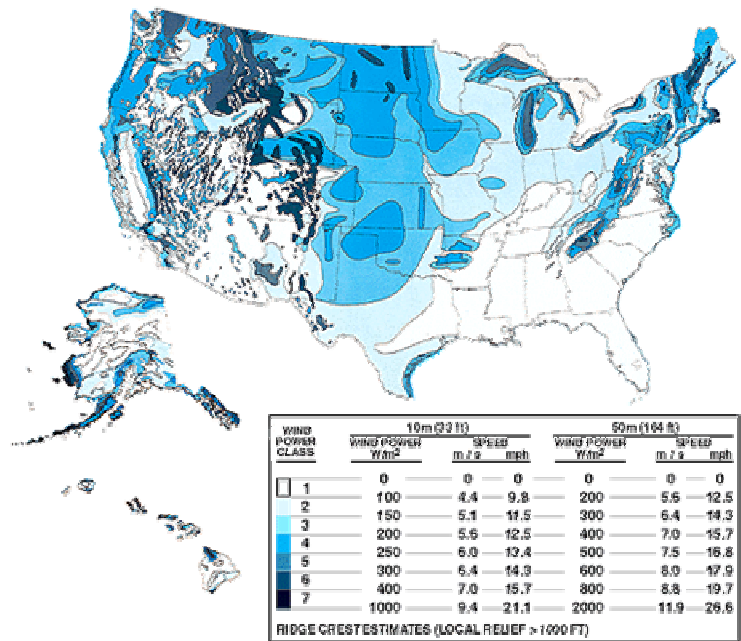 WIND POWER CLASS 10m (33 ft) 50m (164 ft)
WIND POWER W/m2 SPEED m / s mph WIND POWER W/m2 SPEED m / s mph
0 0 0 0 0 0
1
100 4.4 9.8 200 5.6 12.5
2
150 5.1 11.5 300 6.4 14.3
3
200 5.6 12.5 400 7.0 15.7
4
250 6.0 13.4 500 7.5 16.8
5
300 6.4 14.3 600 8.0 17.9
6
400 7.0 15.7 800 8.8 19.7
7
1000 9.4 21.1 2000 11.9 26.6
RIDGE CREST ESTIMATES (LOCAL RELIEF > 1000 FT)